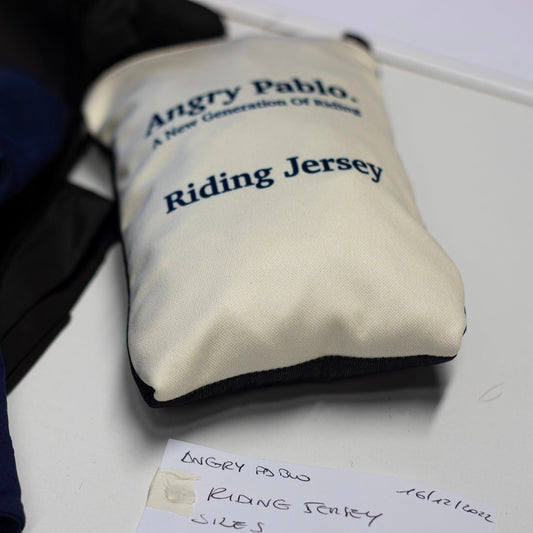 Angry Pablo.
A New Generation Of Riding
Riding Jersey
ANGRY PABLO
16/12/2022
RIDING JERSEY
SIZES